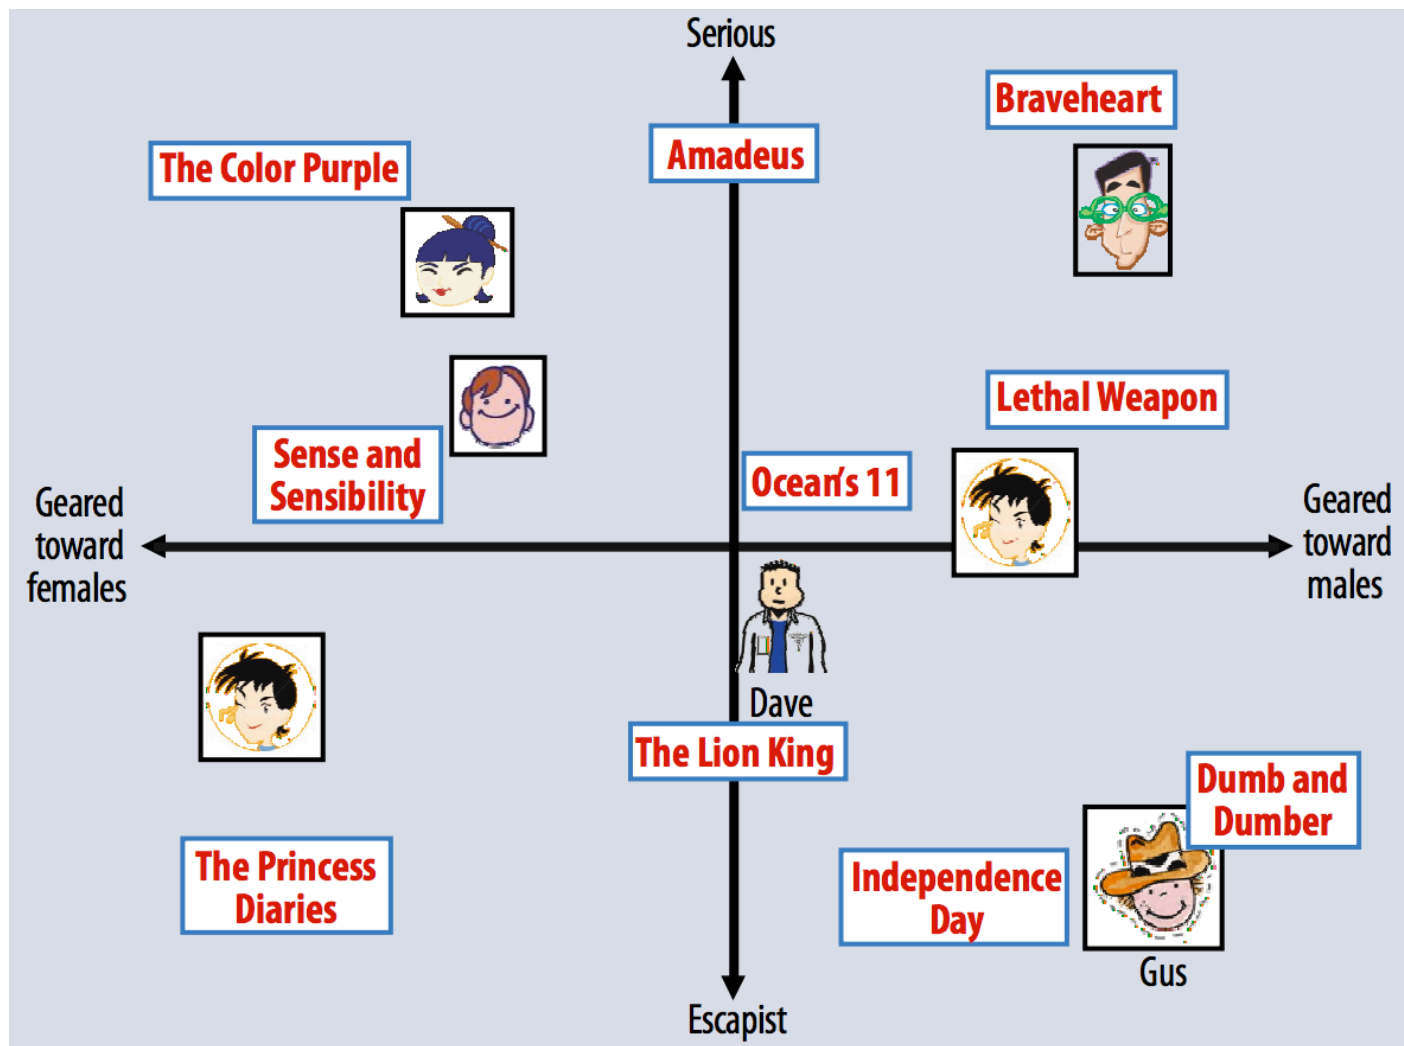 Serious
Braveheart
Amadeus
The Color Purple
Lethal Weapon
Sense and
Sensibility
Ocean's 11
Geared
toward
females
Geared
toward
males
Dave
The Lion King
Dumb and
Dumber
The Princess
Diaries
Independence
Day
Gus
Escapist